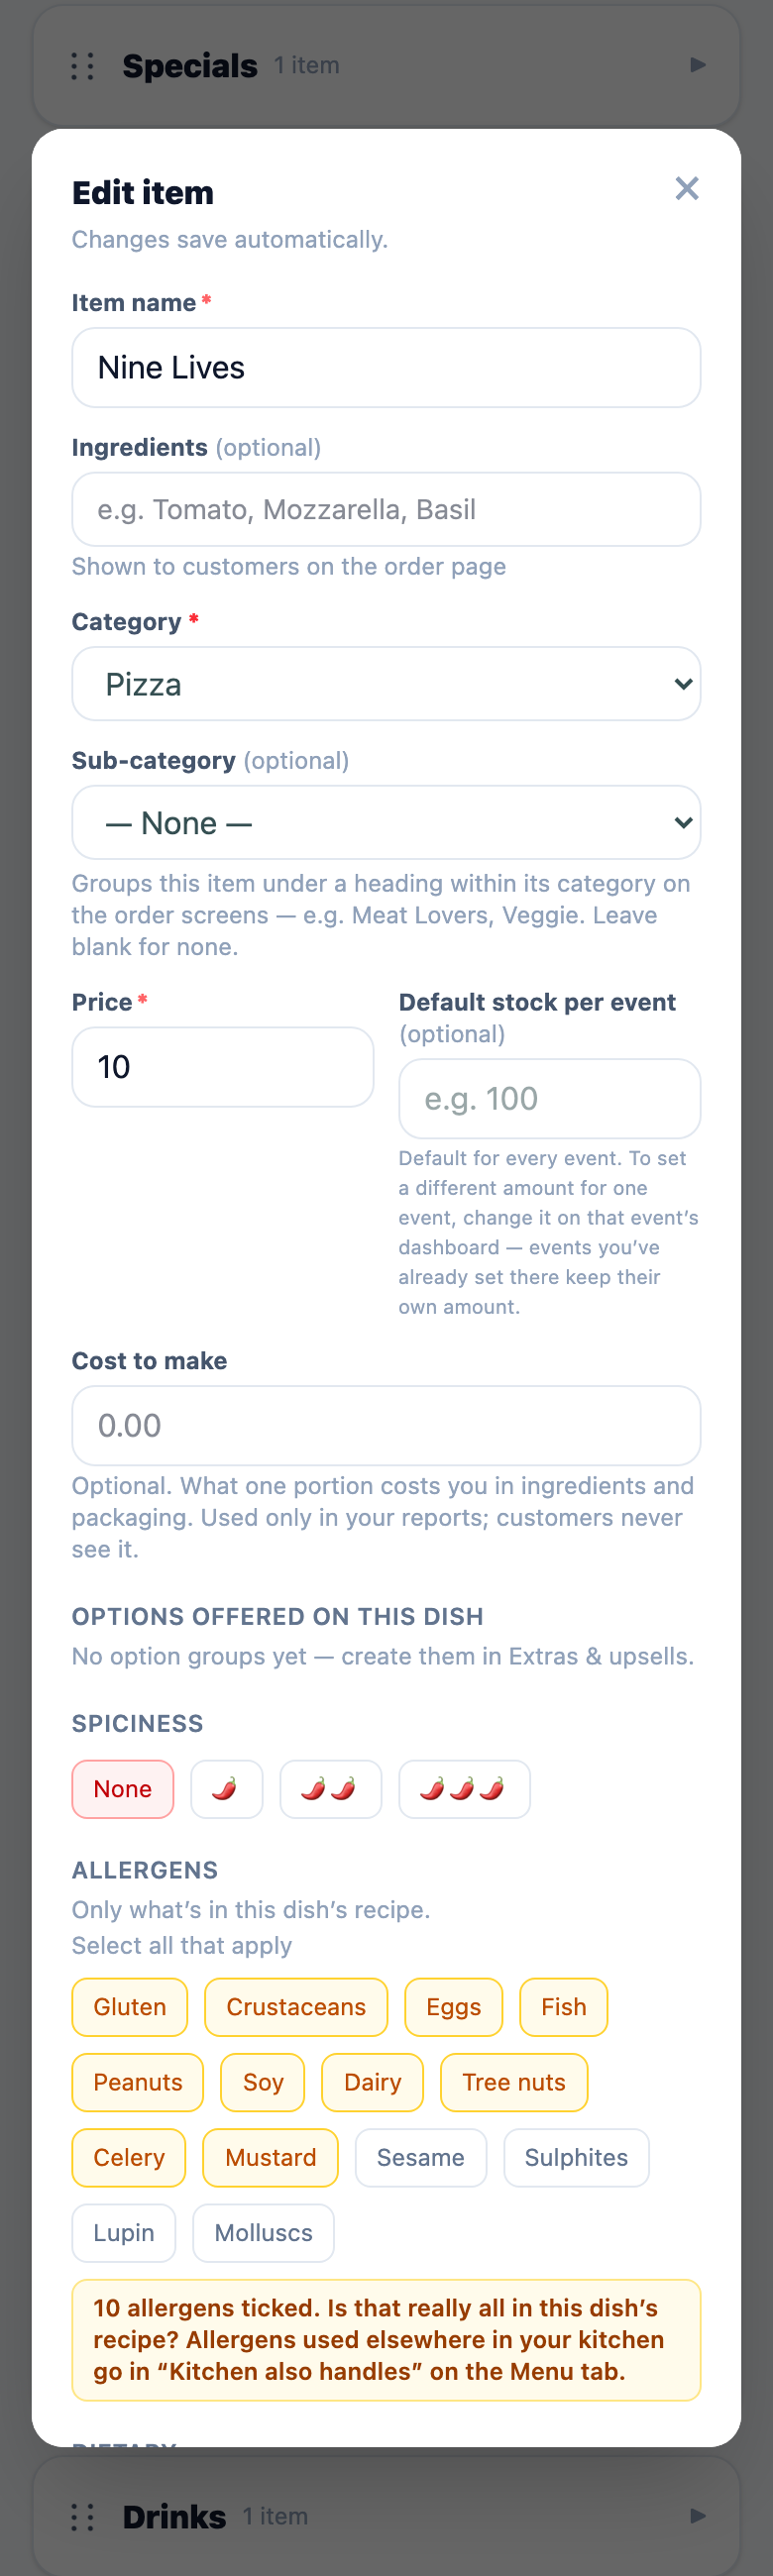 Specials 1 item
Edit item
Changes save automatically.
Item name *
Nine Lives
Ingredients (optional)
e.g. Tomato, Mozzarella, Basil
Shown to customers on the order page
Category *
Pizza
Sub-category (optional)
— None —
Groups this item under a heading within its category on
the order screens — e.g. Meat Lovers, Veggie. Leave
blank for none.
Price *
10
Default stock per event
(optional)
e.g. 100
Default for every event. To set
a different amount for one
event, change it on that event’s
dashboard — events you’ve
already set there keep their
own amount.
Cost to make
0.00
Optional. What one portion costs you in ingredients and
packaging. Used only in your reports; customers never
see it.
OPTIONS OFFERED ON THIS DISH
No option groups yet — create them in Extras & upsells.
SPICINESS
None
ALLERGENS
Only what’s in this dish’s recipe.
Select all that apply
Gluten Crustaceans Eggs Fish
Peanuts Soy Dairy Tree nuts
Celery Mustard Sesame Sulphites
Lupin Molluscs
10 allergens ticked. Is that really all in this dish’s
recipe? Allergens used elsewhere in your kitchen
go in “Kitchen also handles” on the Menu tab.
Drinks 1 item